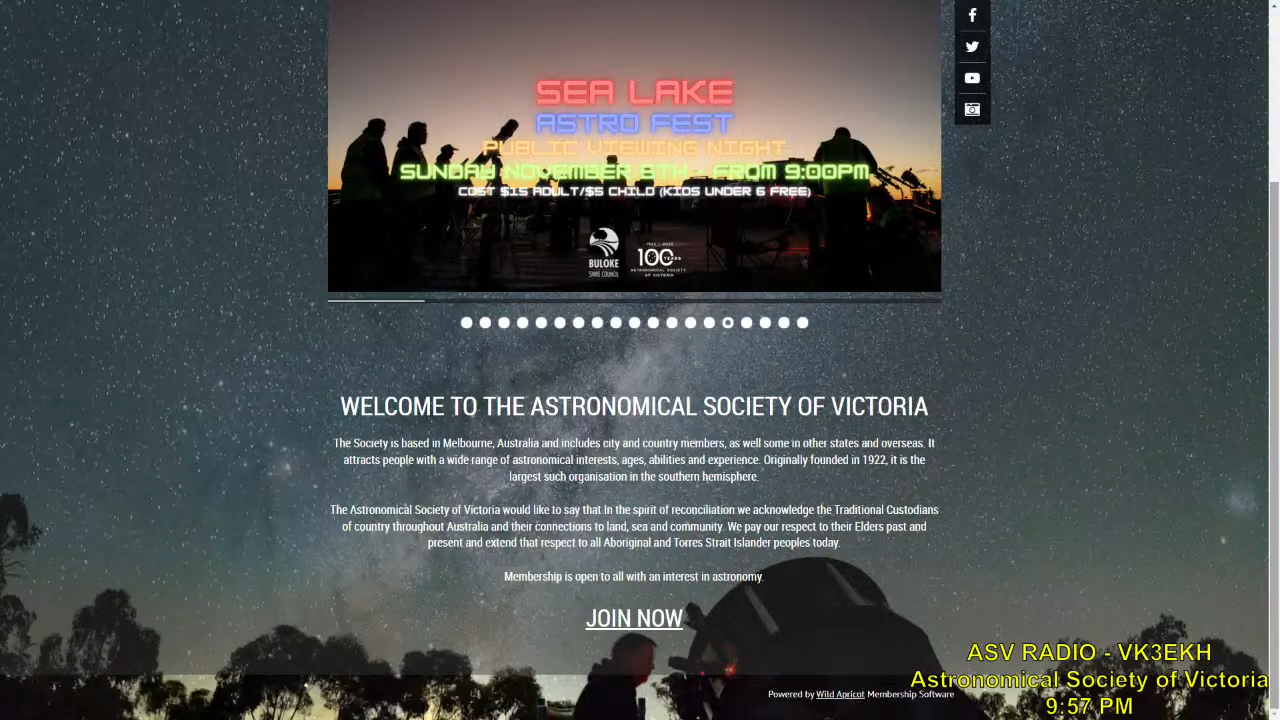 SEA LAKE
ASTRO FEST
PUBLIC VIEWING NIGHT
SUNDAY NOVEMBER 6TH - FROM 9:00PM
COST $15 ADULT/$5 CHILD (KIDS UNDER 6 FREE)
BULOKE
SHIRE COUNCIL
1922 | 2022
100 YEARS
ASTRONOMICAL SOCIETY
OF VICTORIA
WELCOME TO THE ASTRONOMICAL SOCIETY OF VICTORIA
The Society is based in Melbourne, Australia and includes city and country members, as well some in other states and overseas. It
attracts people with a wide range of astronomical interests, ages, abilities and experience. Originally founded in 1922, it is the
largest such organisation in the southern hemisphere.
The Astronomical Society of Victoria would like to say that In the spirit of reconciliation we acknowledge the Traditional Custodians
of country throughout Australia and their connections to land, sea and community. We pay our respect to their Elders past and
present and extend that respect to all Aboriginal and Torres Strait Islander peoples today.
Membership is open to all with an interest in astronomy.
JOIN NOW
Powered by Wild Apricot Membership Software
ASV RADIO - VK3EKH
Astronomical Society of Victoria
9:57 PM